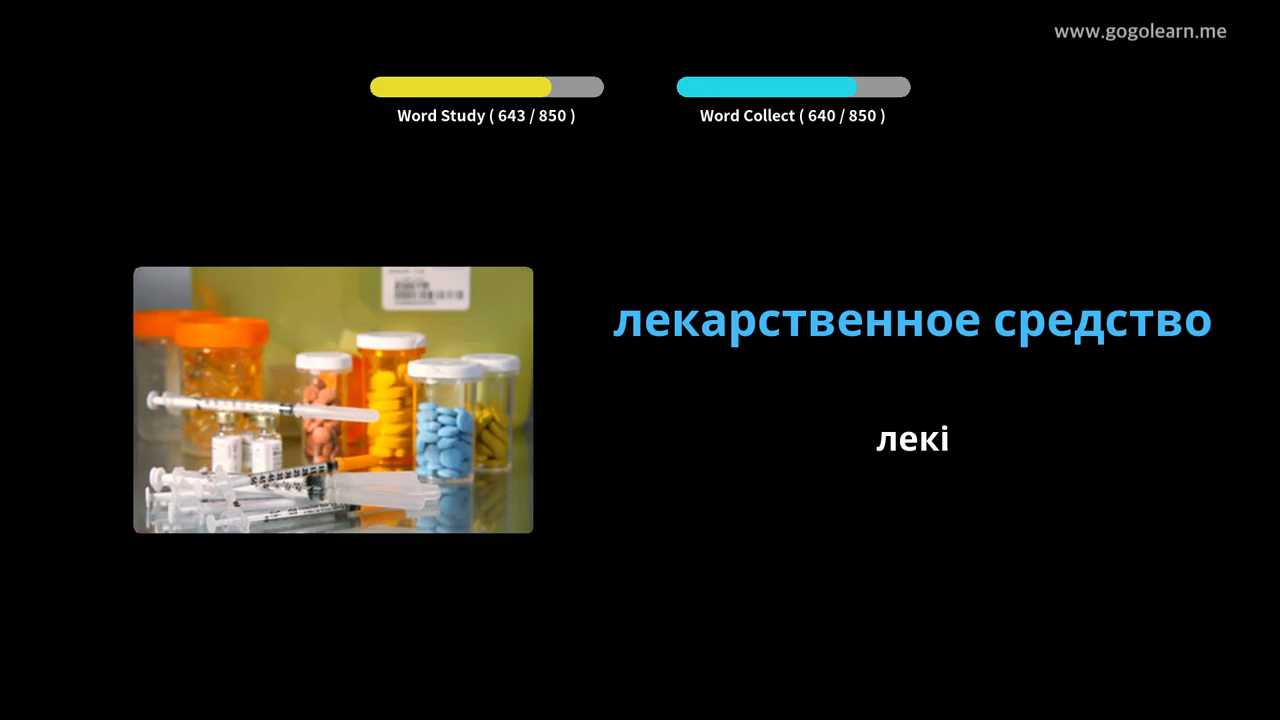 www.gogolearn.me
Word Study ( 643 / 850 )
Word Collect ( 640 / 850 )
лекарственное средство
лекі